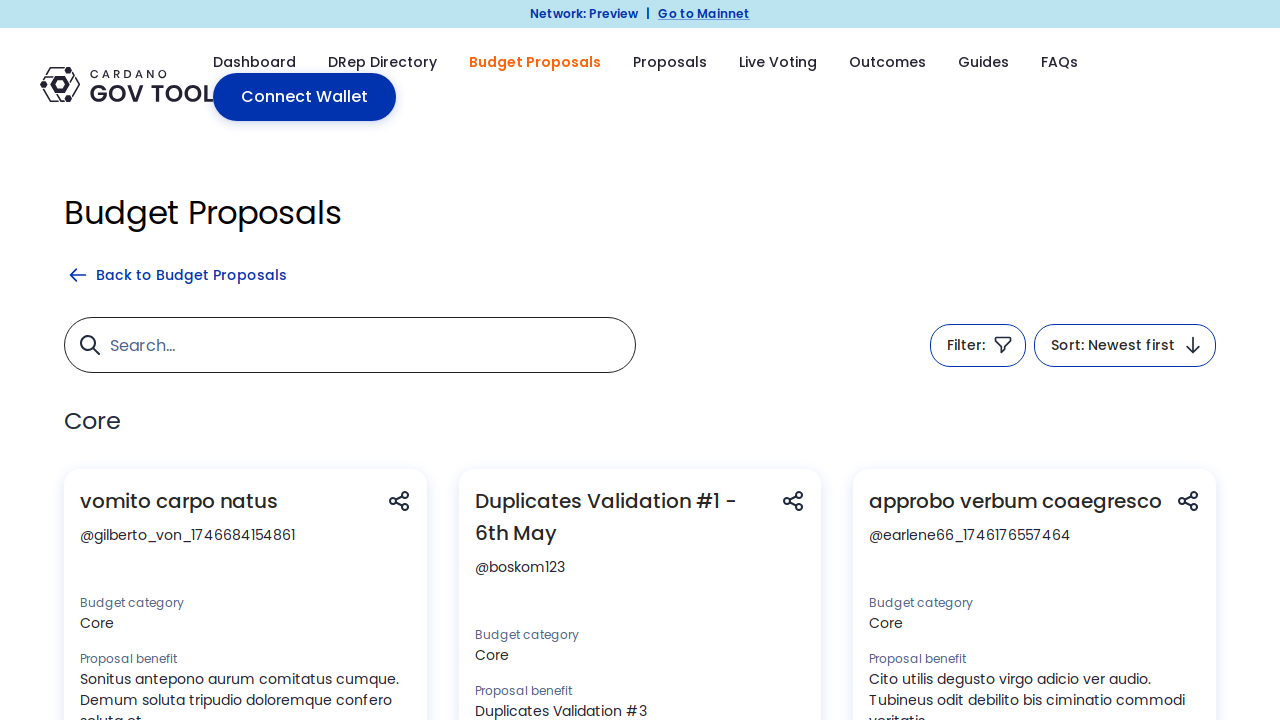 Network: Preview | Go to Mainnet
CARDANO
GOV TOOL
Dashboard DRep Directory Budget Proposals Proposals Live Voting Outcomes Guides FAQs
Connect Wallet
Budget Proposals
Back to Budget Proposals
Search...
Filter:
Sort: Newest first
Core
vomito carpo natus
@gilberto_von_1746684154861
Budget category
Core
Proposal benefit
Sonitus antepono aurum comitatus cumque.
Demum soluta tripudio doloremque confero
soluta et
Duplicates Validation #1 -
6th May
@boskom123
Budget category
Core
Proposal benefit
Duplicates Validation #3
approbo verbum coaegresco
@earlene66_1746176557464
Budget category
Core
Proposal benefit
Cito utilis degusto virgo adicio ver audio.
Tubineus odit debilito bis ciminatio commodi
veritatis